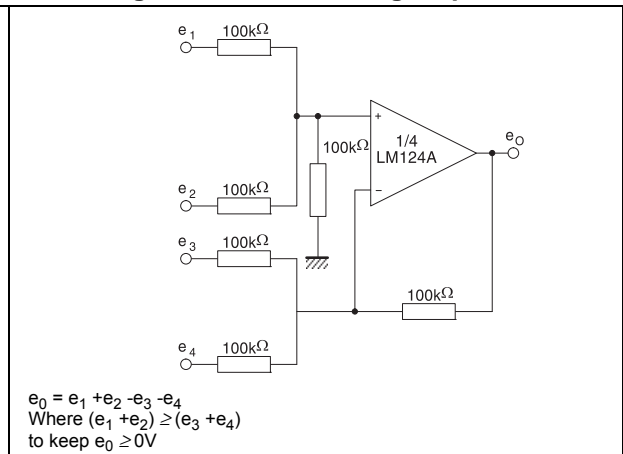 e1 100kΩ
100kΩ
+
1/4
LM124A
-
eO
e2 100kΩ
e3 100kΩ
100kΩ
e4 100kΩ
e0 = e1 +e2 -e3 -e4
Where (e1 +e2) ≥(e3 +e4)
to keep e0 ≥0V